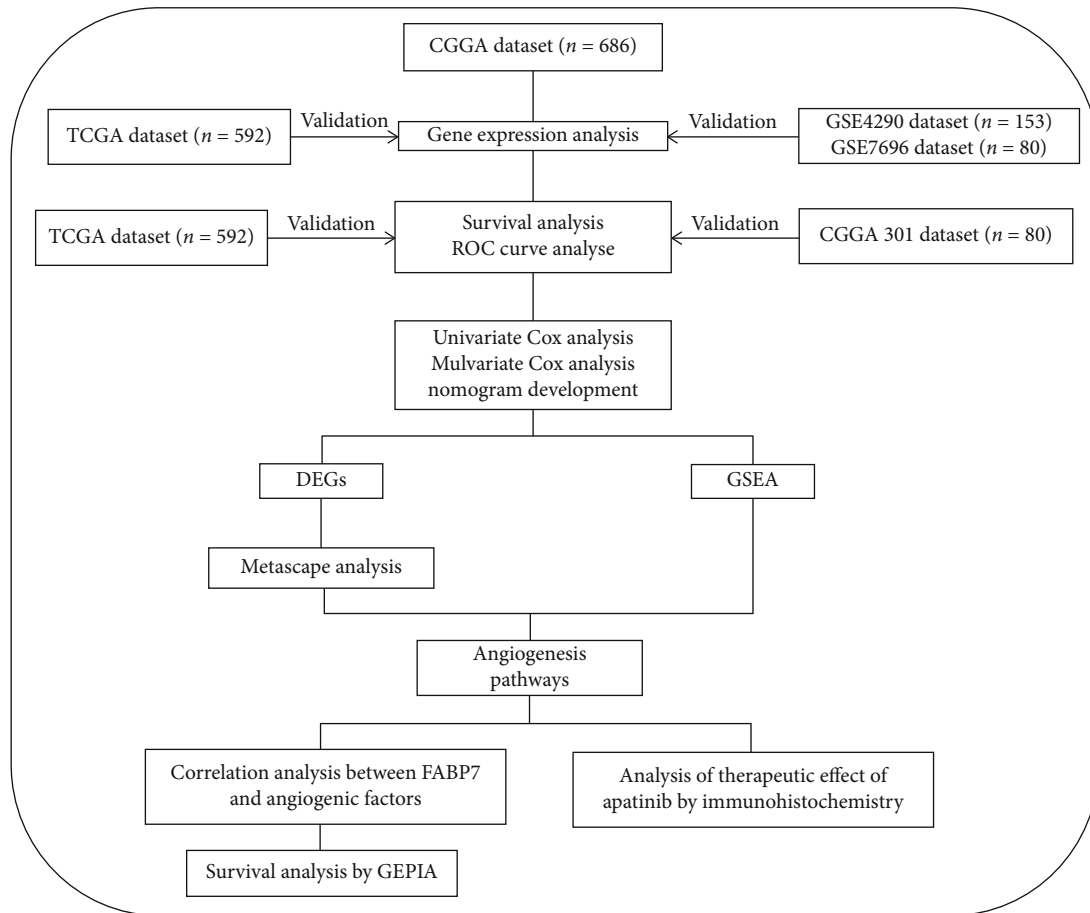 CGGA dataset (n = 686)
TCGA dataset (n = 592)
Validation
Gene expression analysis
Validation
GSE4290 dataset (n = 153)
GSE7696 dataset (n = 80)
TCGA dataset (n = 592)
Validation
Survival analysis
ROC curve analyse
Validation
CGGA 301 dataset (n = 80)
Univariate Cox analysis
Mulvariate Cox analysis
nomogram development
DEGs
GSEA
Metascape analysis
Angiogenesis
pathways
Correlation analysis between FABP7
and angiogenic factors
Analysis of therapeutic effect of
apatinib by immunohistochemistry
Survival analysis by GEPIA